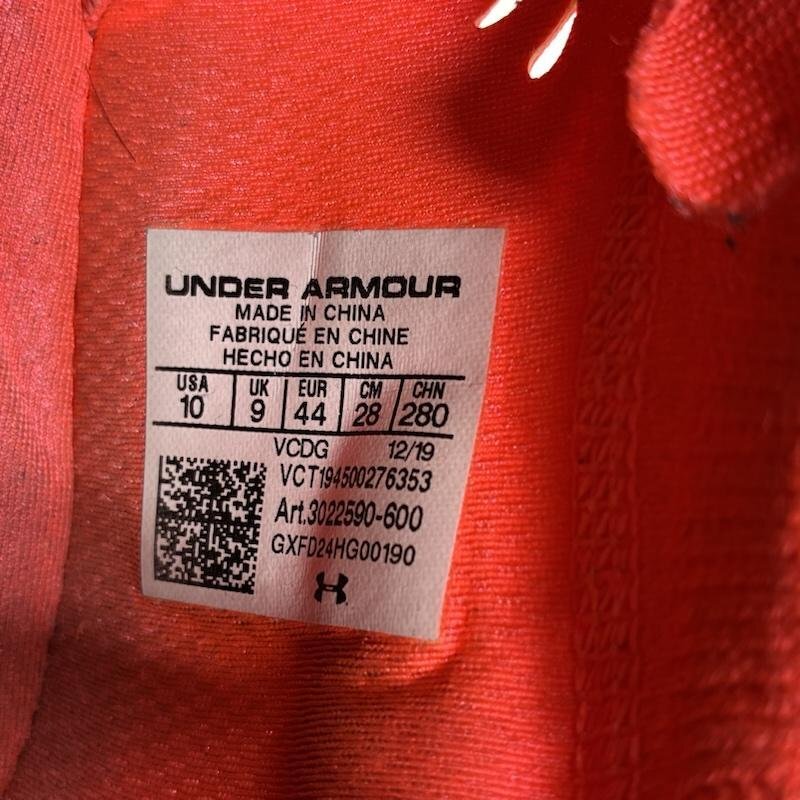 UNDER ARMOUR
MADE IN CHINA
FABRIQUÉ EN CHINE
HECHO EN CHINA
USA UK EUR CM CHN
10 9 44 28 280
VCDG 12/19
VCT194500276353
Art.3022590-600
GXFD24HG00190